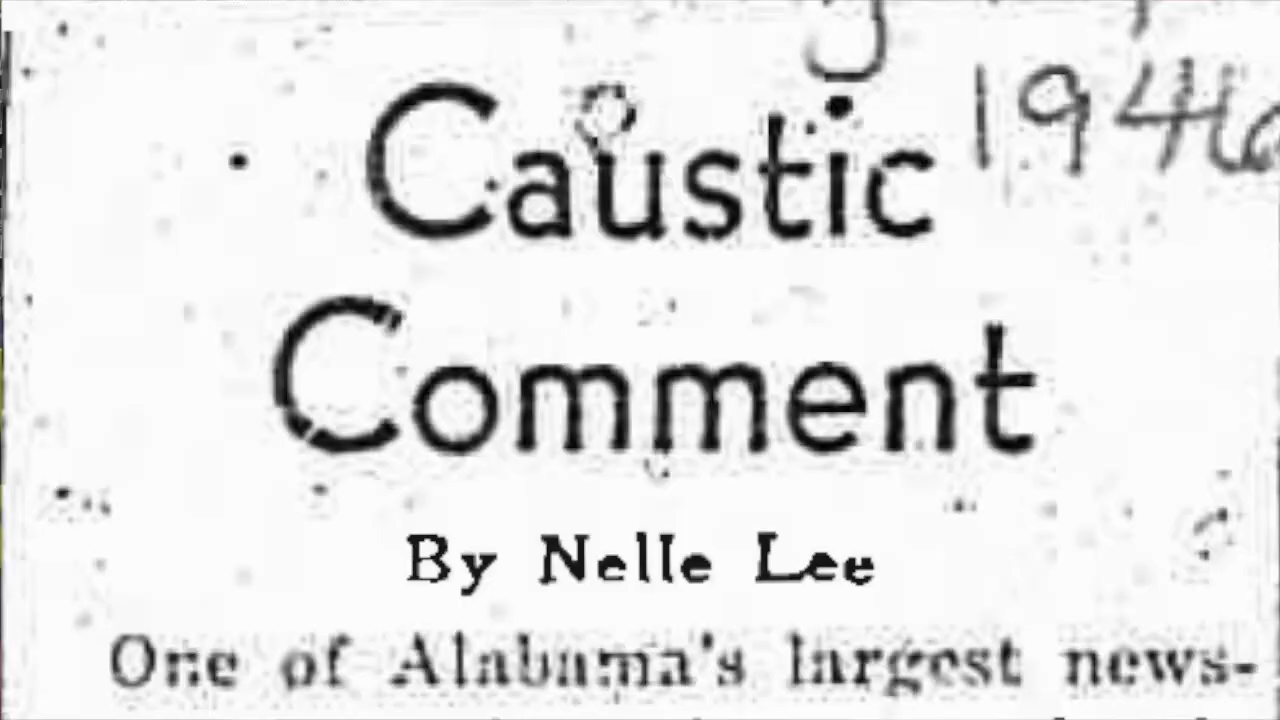 1946
Caustic
Comment
By Nelle Lee
One of Alabama's largest news-